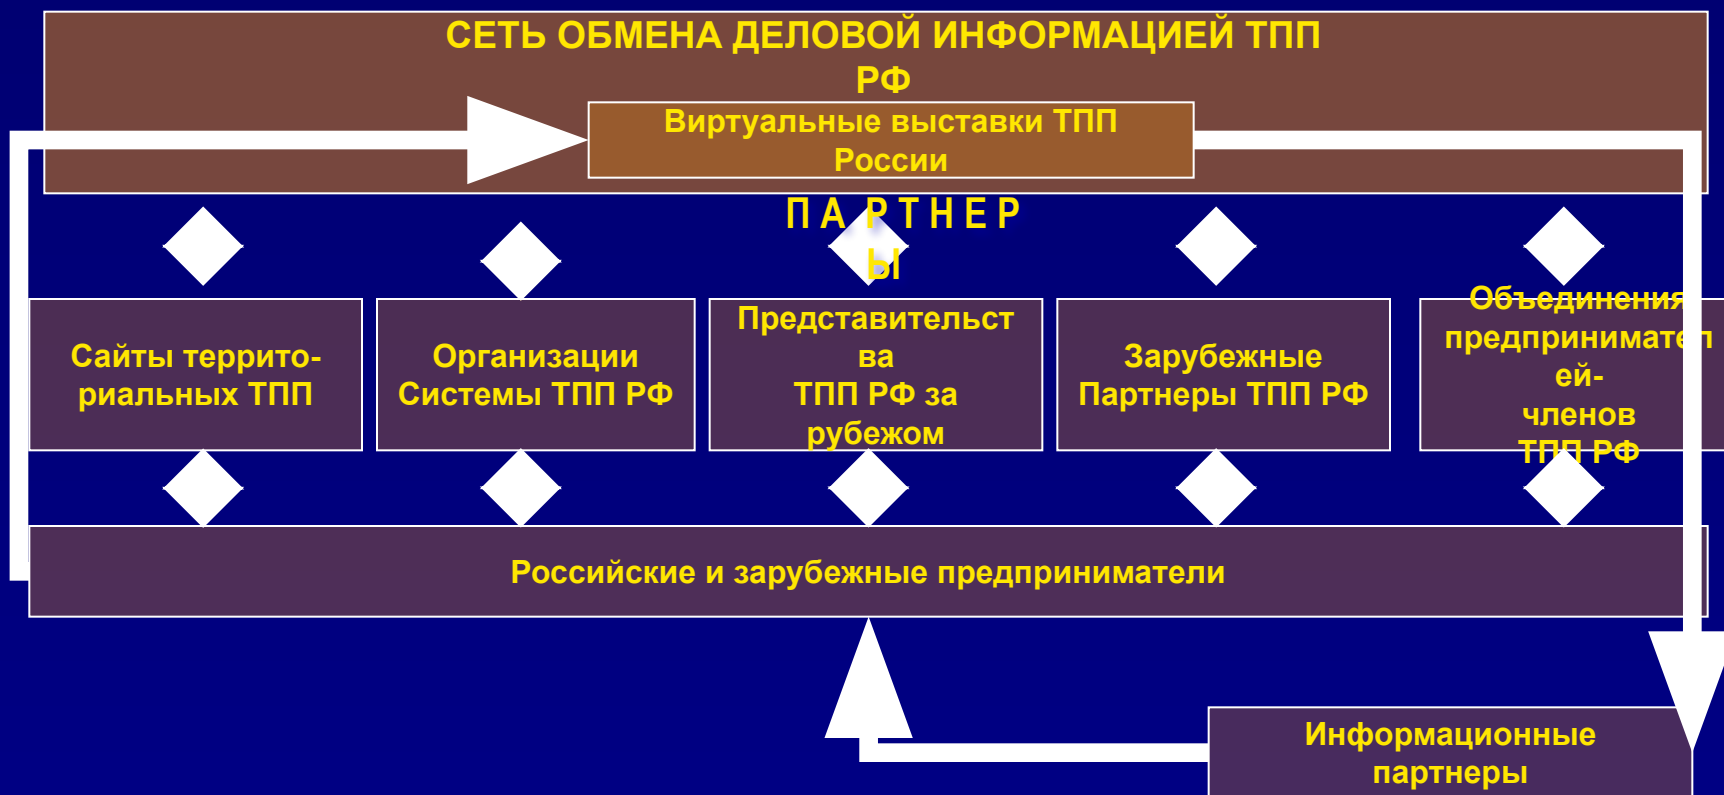 СЕТЬ ОБМЕНА ДЕЛОВОЙ ИНФОРМАЦИЕЙ ТПП
РФ
Виртуальные выставки ТПП
России
П А Р Т Н Е Р
Ы
Сайты террито-
риальных ТПП
Организации
Системы ТПП РФ
Представительст
ва
ТПП РФ за
рубежом
Зарубежные
Партнеры ТПП РФ
Объединения
предпринимател
ей-
членов
ТПП РФ
Российские и зарубежные предприниматели
Информационные
партнеры